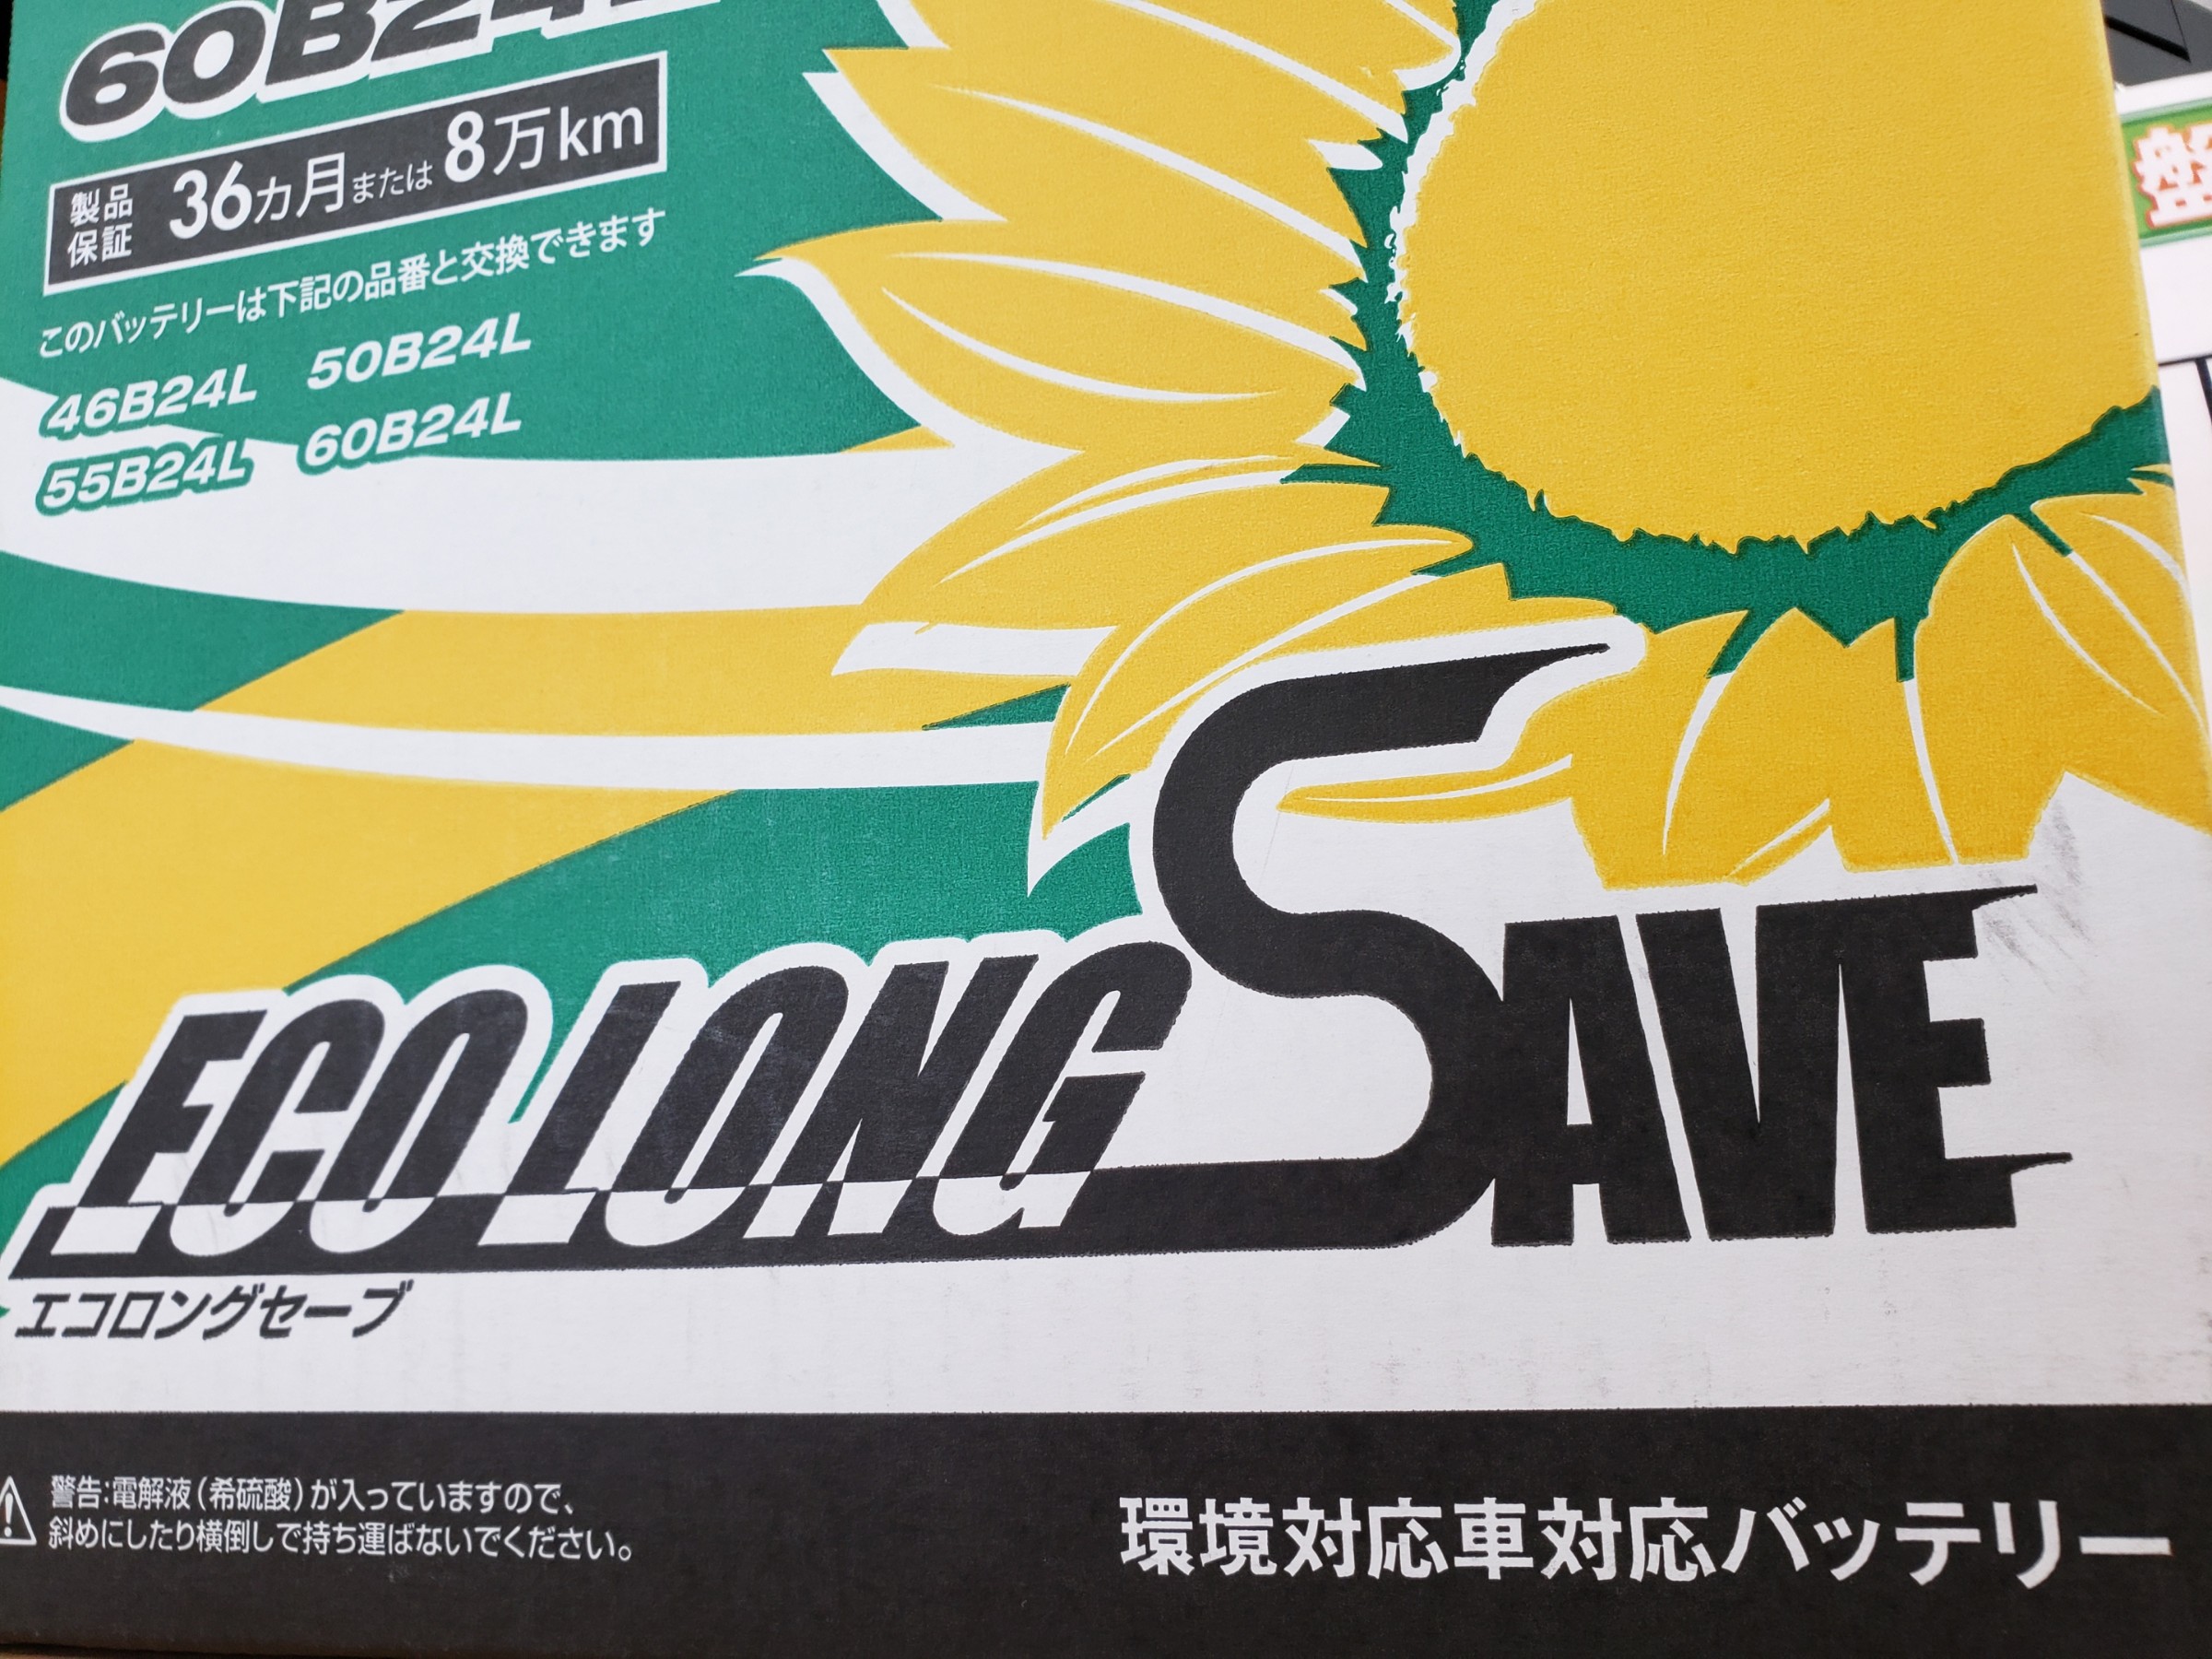 60B24L
製品保証 36カ月または8万km
このバッテリーは下記の品番と交換できます
46B24L 50B24L
55B24L 60B24L
ECO LONG SAVE
エコロングセーブ
警告:電解液(希硫酸)が入っていますので、
斜めにしたり横倒しで持ち運ばないでください。
環境対応車対応バッテリー